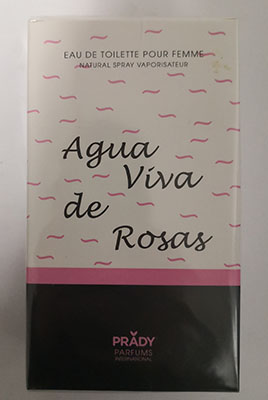 EAU DE TOILETTE POUR FEMME
NATURAL SPRAY VAPORISATEUR
Agua
Viva
de
Rosas
PRADY
PARFUMS
INTERNATIONAL